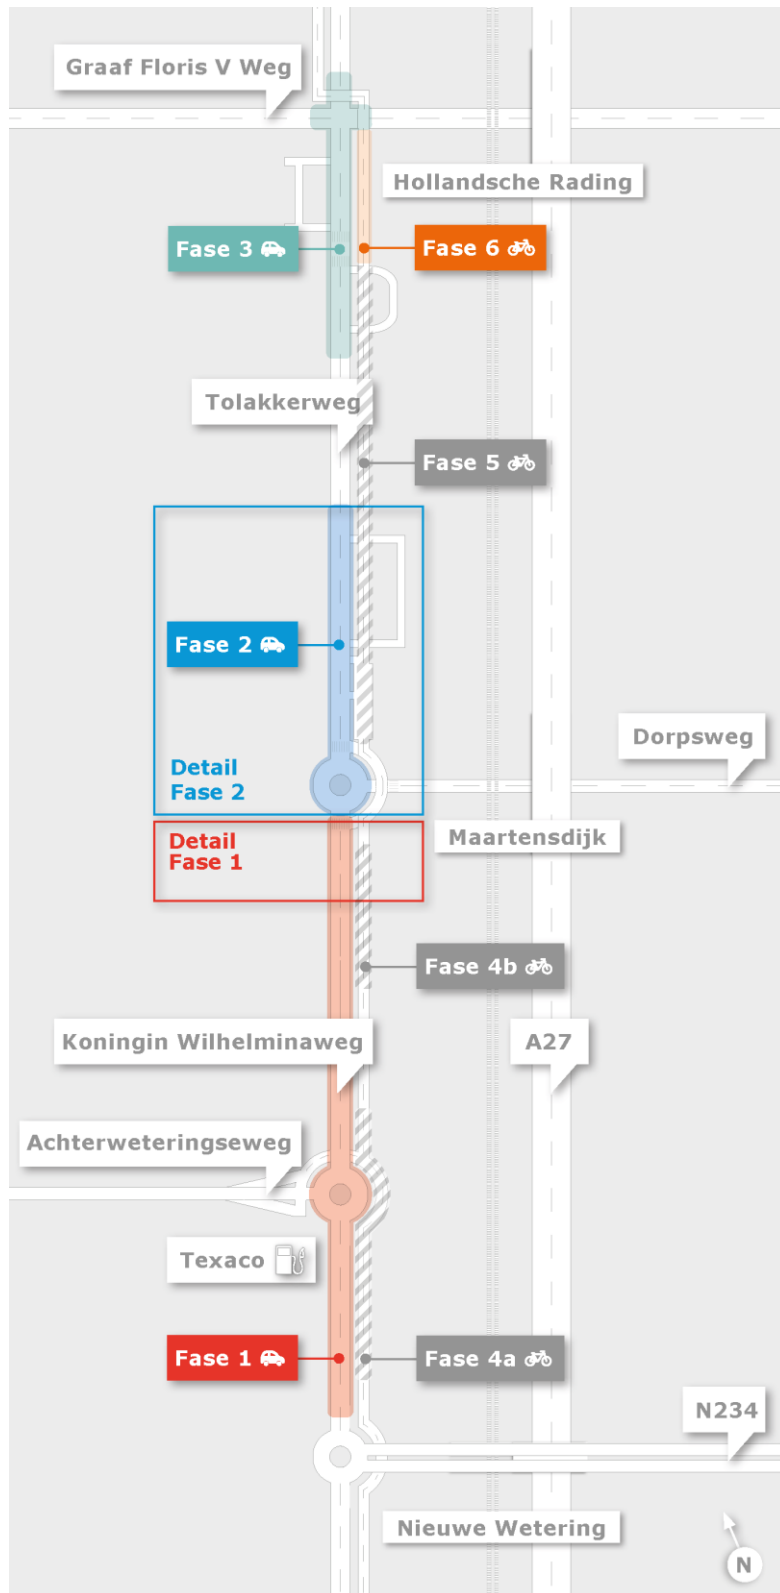 Graaf Floris V Weg
Hollandsche Rading
Fase 3
Fase 6
Tolakkerweg
Fase 5
Fase 2
Detail
Fase 2
Dorpsweg
Detail
Fase 1
Maartensdijk
Fase 4b
Koningin Wilhelminaweg
A27
Achterweteringseweg
Texaco
Fase 1
Fase 4a
N234
Nieuwe Wetering
N